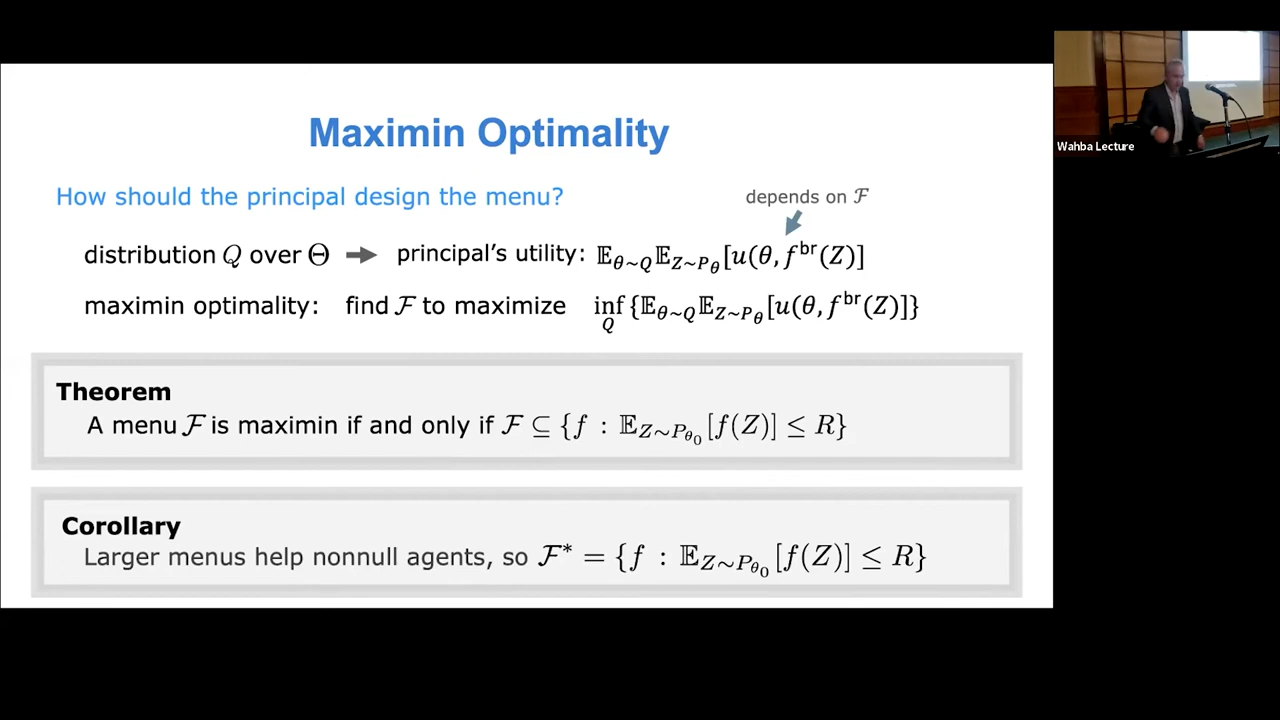 Maximin Optimality
How should the principal design the menu?
depends on ℱ
distribution Q over Θ → principal's utility: 𝔼_{θ~Q}𝔼_{Z~P_θ}[u(θ, f^{br}(Z)]
maximin optimality: find ℱ to maximize inf_Q {𝔼_{θ~Q}𝔼_{Z~P_θ}[u(θ, f^{br}(Z)]}
Theorem
A menu ℱ is maximin if and only if ℱ ⊆ {f : 𝔼_{Z∼P_{θ_0}}[f(Z)] ≤ R}
Corollary
Larger menus help nonnull agents, so ℱ* = {f : 𝔼_{Z∼P_{θ_0}}[f(Z)] ≤ R}
Wahba Lecture